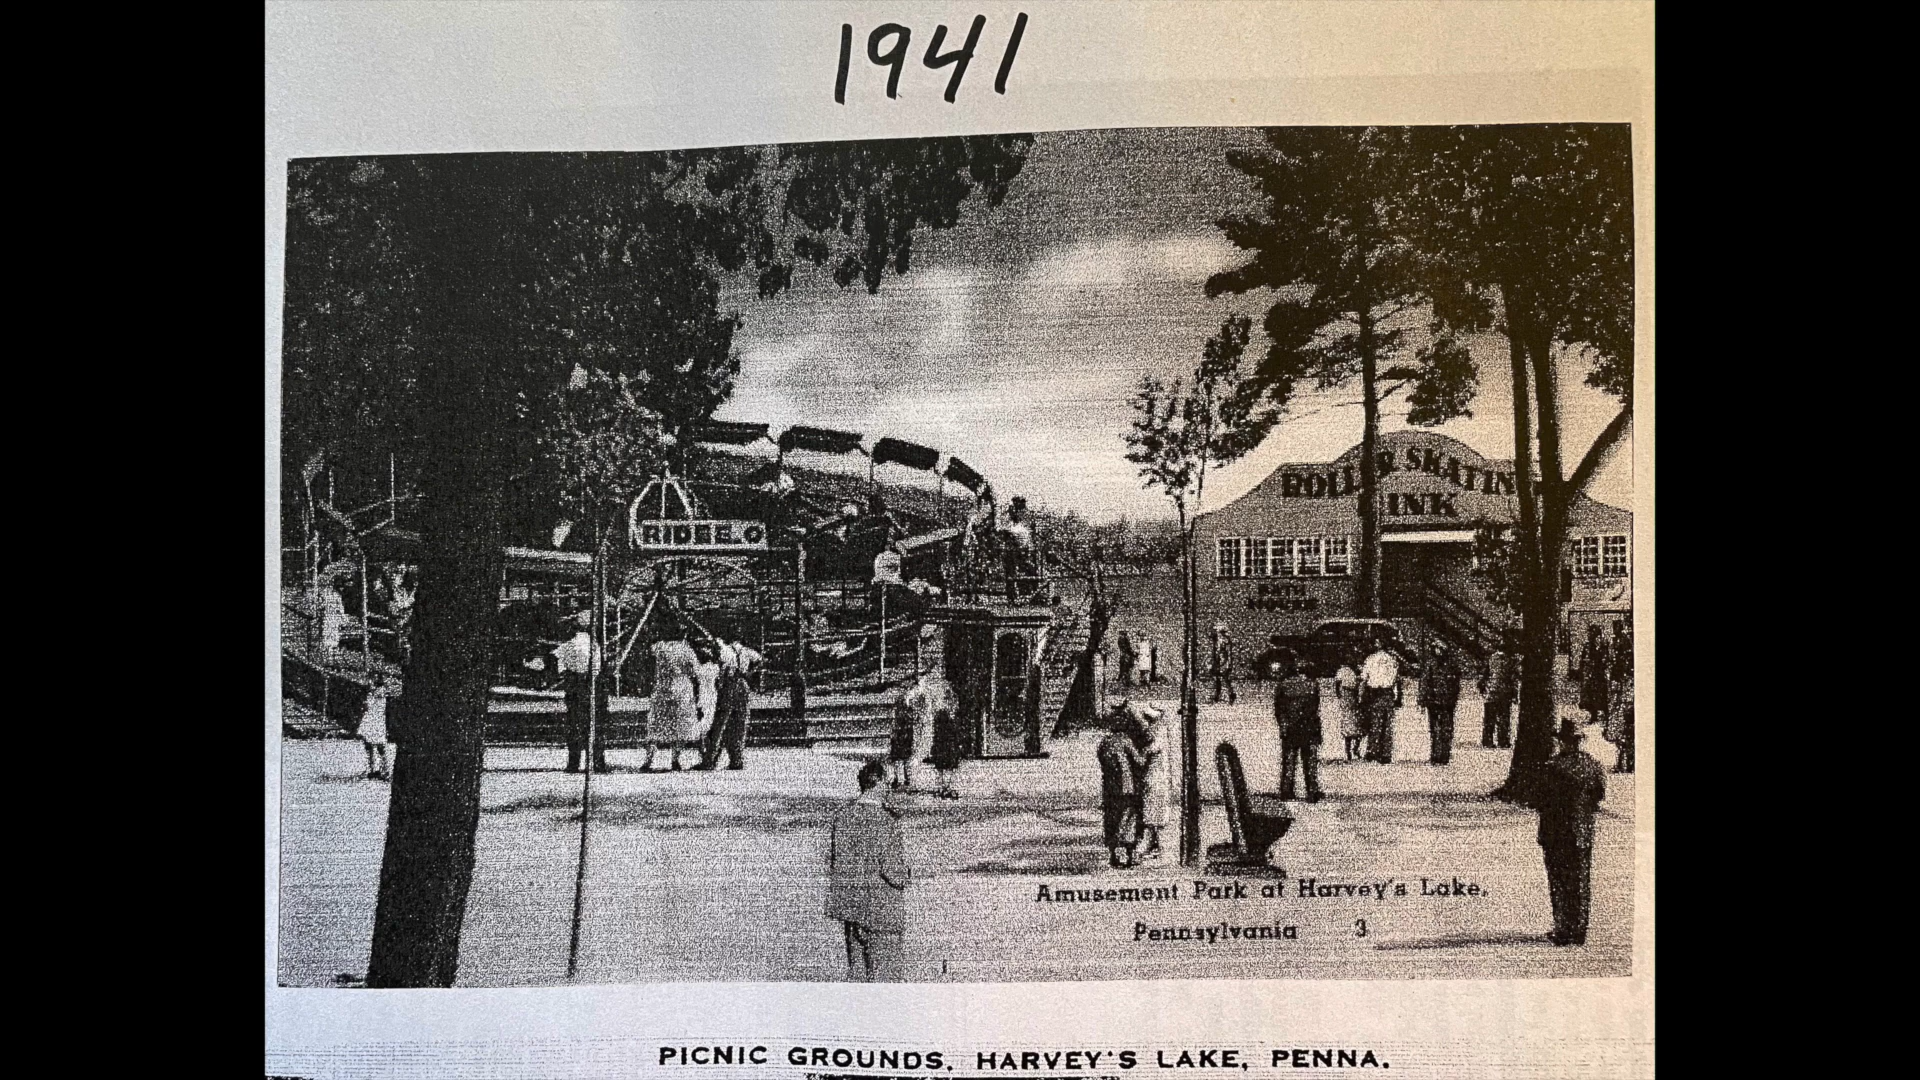 1941
RIDEE.O
ROLLER SKATING
RINK
BATH
HOUSE
Amusement Park at Harvey's Lake,
Pennsylvania 3
PICNIC GROUNDS, HARVEY'S LAKE, PENNA.